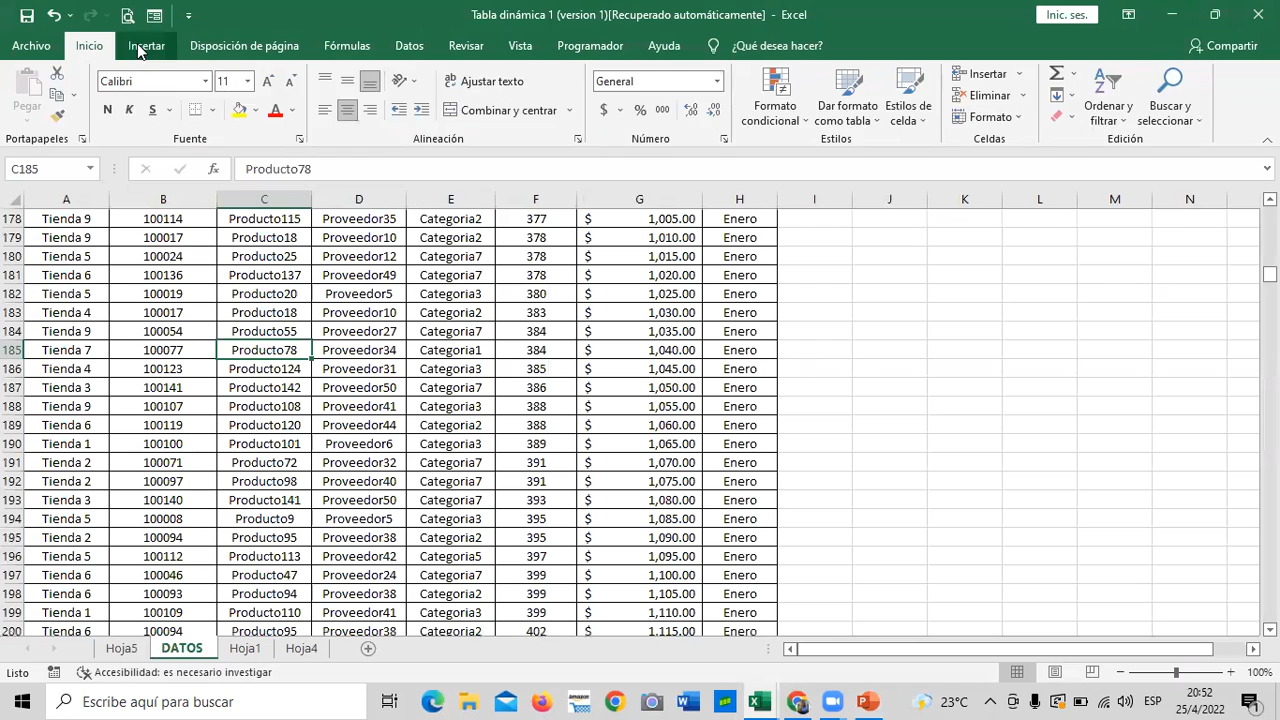 Tabla dinámica 1 (version 1)[Recuperado automáticamente] - Excel
Inic. ses.
Archivo Inicio Insertar Disposición de página Fórmulas Datos Revisar Vista Programador Ayuda ¿Qué desea hacer? Compartir
Pegar
Calibri 11
N K S
Ajustar texto
Combinar y centrar
General
$ % 000
Formato condicional
Dar formato como tabla
Estilos de celda
Insertar
Eliminar
Formato
Ordenar y filtrar
Buscar y seleccionar
Portapapeles Fuente Alineación Número Estilos Celdas Edición
C185 fx Producto78
A B C D E F G H I J K L M N
178 Tienda 9 100114 Producto115 Proveedor35 Categoria2 377 $ 1,005.00 Enero
179 Tienda 9 100017 Producto18 Proveedor10 Categoria2 378 $ 1,010.00 Enero
180 Tienda 5 100024 Producto25 Proveedor12 Categoria7 378 $ 1,015.00 Enero
181 Tienda 6 100136 Producto137 Proveedor49 Categoria7 378 $ 1,020.00 Enero
182 Tienda 5 100019 Producto20 Proveedor5 Categoria3 380 $ 1,025.00 Enero
183 Tienda 4 100017 Producto18 Proveedor10 Categoria2 383 $ 1,030.00 Enero
184 Tienda 9 100054 Producto55 Proveedor27 Categoria7 384 $ 1,035.00 Enero
185 Tienda 7 100077 Producto78 Proveedor34 Categoria1 384 $ 1,040.00 Enero
186 Tienda 4 100123 Producto124 Proveedor31 Categoria3 385 $ 1,045.00 Enero
187 Tienda 3 100141 Producto142 Proveedor50 Categoria7 386 $ 1,050.00 Enero
188 Tienda 9 100107 Producto108 Proveedor41 Categoria3 388 $ 1,055.00 Enero
189 Tienda 6 100119 Producto120 Proveedor44 Categoria2 388 $ 1,060.00 Enero
190 Tienda 1 100100 Producto101 Proveedor6 Categoria3 389 $ 1,065.00 Enero
191 Tienda 2 100071 Producto72 Proveedor32 Categoria7 391 $ 1,070.00 Enero
192 Tienda 2 100097 Producto98 Proveedor40 Categoria7 391 $ 1,075.00 Enero
193 Tienda 3 100140 Producto141 Proveedor50 Categoria7 393 $ 1,080.00 Enero
194 Tienda 5 100008 Producto9 Proveedor5 Categoria3 395 $ 1,085.00 Enero
195 Tienda 2 100094 Producto95 Proveedor38 Categoria2 395 $ 1,090.00 Enero
196 Tienda 5 100112 Producto113 Proveedor42 Categoria5 397 $ 1,095.00 Enero
197 Tienda 6 100046 Producto47 Proveedor24 Categoria7 399 $ 1,100.00 Enero
198 Tienda 6 100093 Producto94 Proveedor38 Categoria2 399 $ 1,105.00 Enero
199 Tienda 1 100109 Producto110 Proveedor41 Categoria3 399 $ 1,110.00 Enero
200 Tienda 6 100094 Producto95 Proveedor38 Categoria2 402 $ 1,115.00 Enero
Hoja5 DATOS Hoja1 Hoja4
Listo Accesibilidad: es necesario investigar 100%
Escribe aquí para buscar 23°C ESP 20:52
25/4/2022